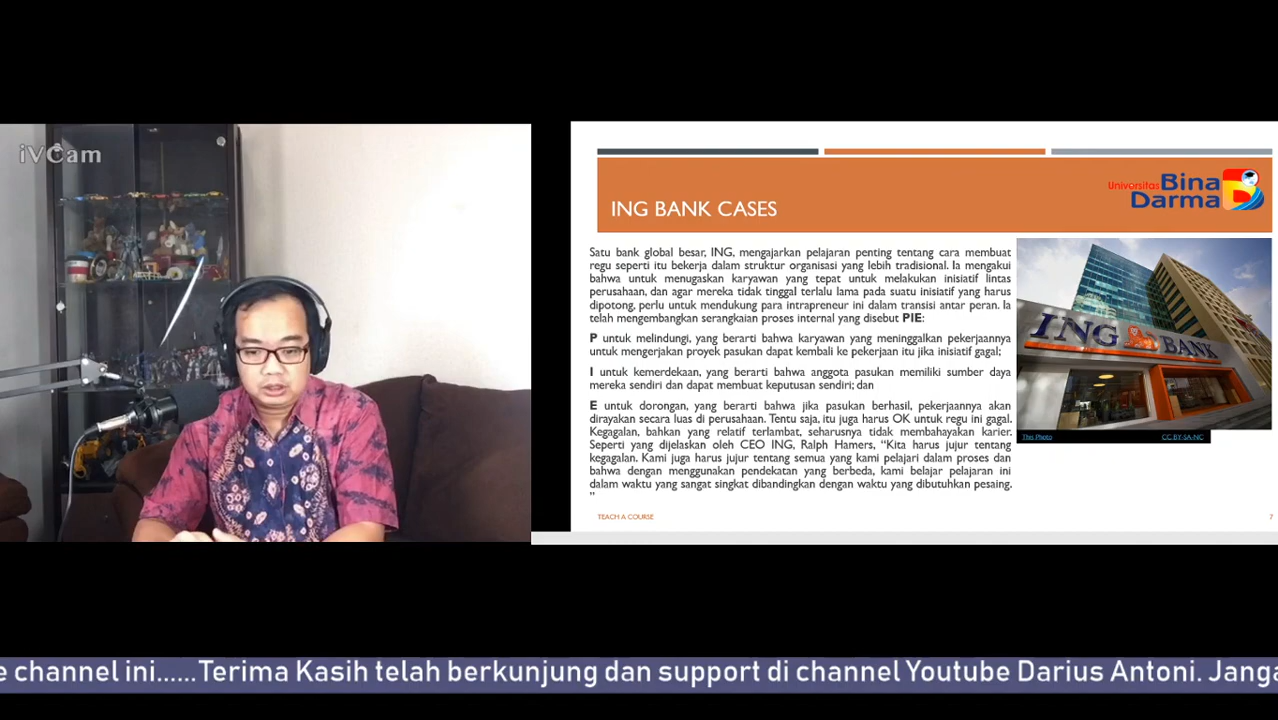 iVCam
ING BANK CASES
Universitas Bina
Darma
Satu bank global besar, ING, mengajarkan pelajaran penting tentang cara membuat
regu seperti itu bekerja dalam struktur organisasi yang lebih tradisional. Ia mengakui
bahwa untuk menugaskan karyawan yang tepat untuk melakukan inisiatif lintas
perusahaan, dan agar mereka tidak tinggal terlalu lama pada suatu inisiatif yang harus
dipotong, perlu untuk mendukung para intrapreneur ini dalam transisi antar peran. Ia
telah mengembangkan serangkaian proses internal yang disebut PIE:
P untuk melindungi, yang berarti bahwa karyawan yang meninggalkan pekerjaannya
untuk mengerjakan proyek pasukan dapat kembali ke pekerjaan itu jika inisiatif gagal;
I untuk kemerdekaan, yang berarti bahwa anggota pasukan memiliki sumber daya
mereka sendiri dan dapat membuat keputusan sendiri; dan
E untuk dorongan, yang berarti bahwa jika pasukan berhasil, pekerjaannya akan
dirayakan secara luas di perusahaan. Tentu saja, itu juga harus OK untuk regu ini gagal.
Kegagalan, bahkan yang relatif terlambat, seharusnya tidak membahayakan karier.
Seperti yang dijelaskan oleh CEO ING, Ralph Hamers, “Kita harus jujur tentang
kegagalan. Kami juga harus jujur tentang semua yang kami pelajari dalam proses dan
bahwa dengan menggunakan pendekatan yang berbeda, kami belajar pelajaran ini
dalam waktu yang sangat singkat dibandingkan dengan waktu yang dibutuhkan pesaing.
”
ING BANK
This Photo CC BY-SA-NC
TEACH A COURSE 7
e channel ini...... Terima Kasih telah berkunjung dan support di channel Youtube Darius Antoni. Janga